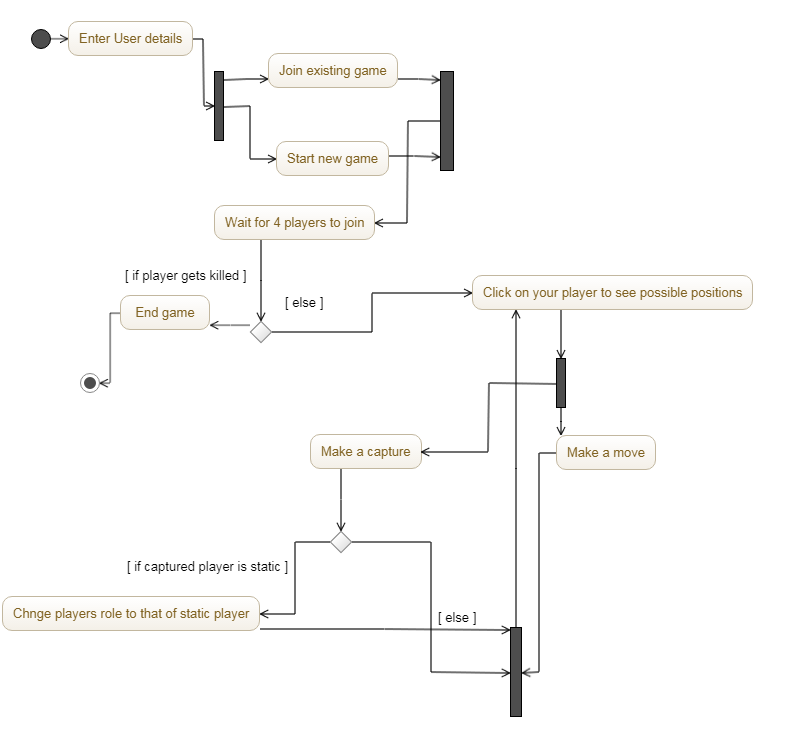 Enter User details
Join existing game
Start new game
Wait for 4 players to join
[ if player gets killed ]
[ else ]
Click on your player to see possible positions
End game
Make a capture
Make a move
[ if captured player is static ]
Chnge players role to that of static player
[ else ]